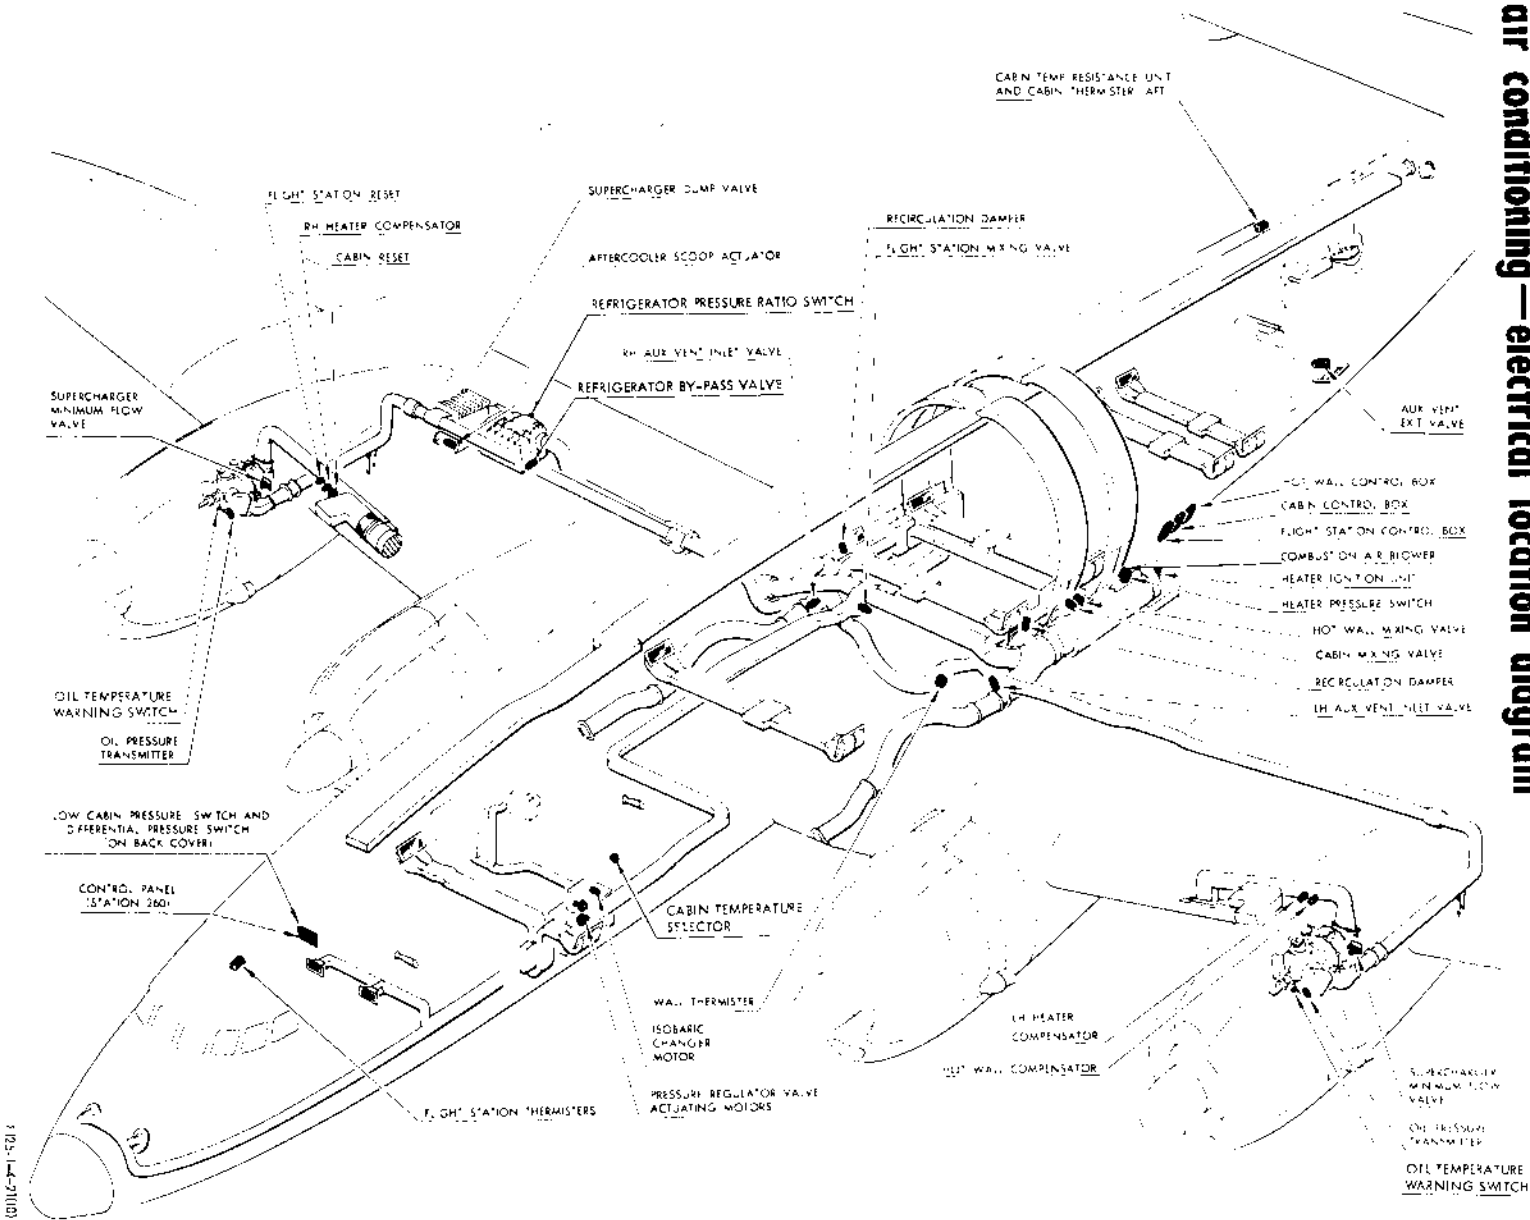 air conditioning—electrical location diagram
CABIN TEMP RESISTANCE UNIT
AND CABIN THERMISTER AFT
FLIGHT STATION RESET
RH HEATER COMPENSATOR
CABIN RESET
SUPERCHARGER DUMP VALVE
AFTERCOOLER SCOOP ACTUATOR
REFRIGERATOR PRESSURE RATIO SWITCH
RH AUX VENT INLET VALVE
REFRIGERATOR BY-PASS VALVE
RECIRCULATION DAMPER
FLIGHT STATION MIXING VALVE
SUPERCHARGER
MINIMUM FLOW
VALVE
AUX VENT
EXIT VALVE
HOT WALL CONTROL BOX
CABIN CONTROL BOX
FLIGHT STATION CONTROL BOX
COMBUSTION AIR BLOWER
HEATER IGNITION UNIT
HEATER PRESSURE SWITCH
HOT WALL MIXING VALVE
CABIN MIXING VALVE
RECIRCULATION DAMPER
LH AUX VENT INLET VALVE
OIL TEMPERATURE
WARNING SWITCH
OIL PRESSURE
TRANSMITTER
LOW CABIN PRESSURE SWITCH AND
DIFFERENTIAL PRESSURE SWITCH
(ON BACK COVER)
CONTROL PANEL
(STATION 260)
CABIN TEMPERATURE
SELECTOR
WALL THERMISTER
ISOBARIC
CHANGER
MOTOR
PRESSURE REGULATOR VALVE
ACTUATING MOTORS
FLIGHT STATION THERMISTERS
LH HEATER
COMPENSATOR
HOT WALL COMPENSATOR
SUPERCHARGER
MINIMUM FLOW
VALVE
OIL PRESSURE
TRANSMITTER
OIL TEMPERATURE
WARNING SWITCH